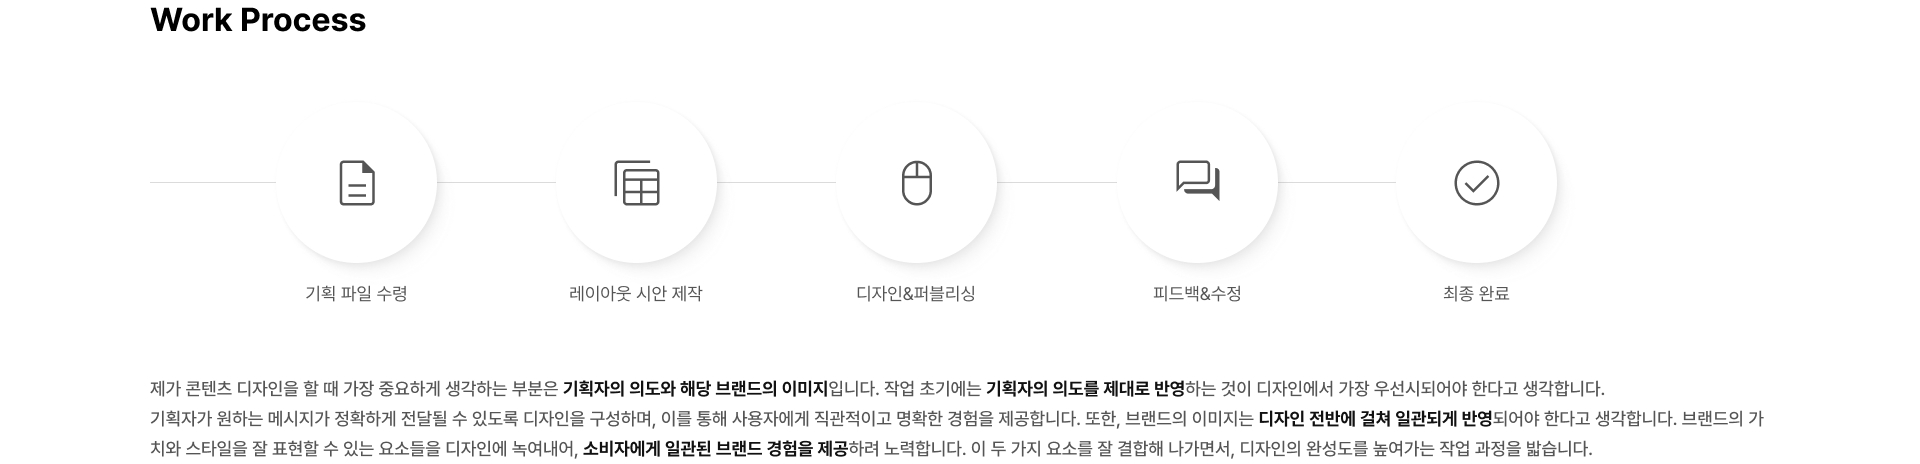 Work Process
기획 파일 수령
레이아웃 시안 제작
디자인&퍼블리싱
피드백&수정
최종 완료
제가 콘텐츠 디자인을 할 때 가장 중요하게 생각하는 부분은 기획자의 의도와 해당 브랜드의 이미지입니다. 작업 초기에는 기획자의 의도를 제대로 반영하는 것이 디자인에서 가장 우선시되어야 한다고 생각합니다.
기획자가 원하는 메시지가 정확하게 전달될 수 있도록 디자인을 구성하며, 이를 통해 사용자에게 직관적이고 명확한 경험을 제공합니다. 또한, 브랜드의 이미지는 디자인 전반에 걸쳐 일관되게 반영되어야 한다고 생각합니다. 브랜드의 가
치와 스타일을 잘 표현할 수 있는 요소들을 디자인에 녹여내어, 소비자에게 일관된 브랜드 경험을 제공하려 노력합니다. 이 두 가지 요소를 잘 결합해 나가면서, 디자인의 완성도를 높여가는 작업 과정을 밟습니다.